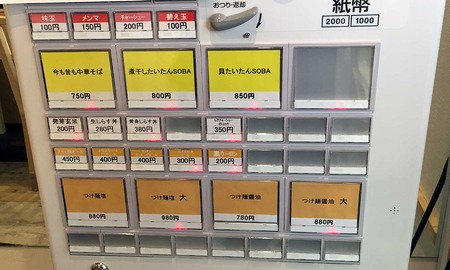 おつり・返却
紙幣
2000 1000
味玉 100円
メンマ 150円
チャーシュー 200円
替え玉 100円
今も昔も中華そば
750円
煮干したいたんSOBA
800円
貝たいたんSOBA
850円
発芽玄米 200円
生しらす丼 280円
380円
350円
450円
400円
400円
300円
200円
つけ麺塩
880円
つけ麺塩 大
980円
つけ麺醤油
780円
つけ麺醤油 大
880円